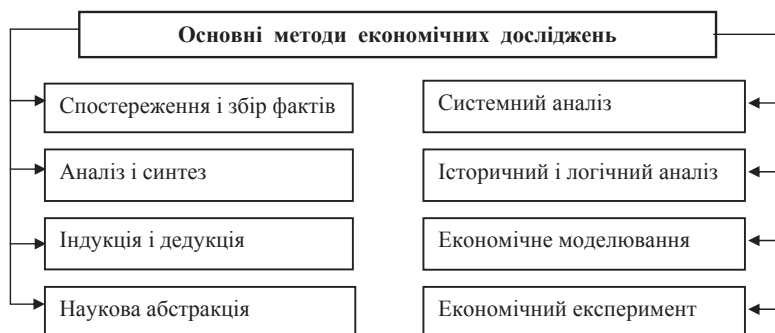 Основні методи економічних досліджень
Спостереження і збір фактів
Аналіз і синтез
Індукція і дедукція
Наукова абстракція
Системний аналіз
Історичний і логічний аналіз
Економічне моделювання
Економічний експеримент